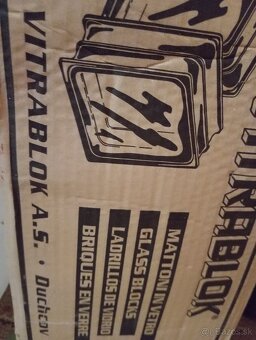 VITRABLOK
MATTONI IN VETRO
GLASS BLOCKS
LADRILLOS DE VIDRIO
BRIQUES EN VERRE
VITRABLOK A.S. · Duchcov